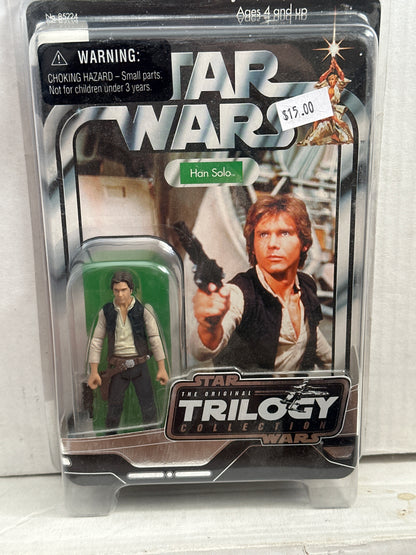 No. 85224
Ages 4 and up
WARNING:
CHOKING HAZARD – Small parts.
Not for children under 3 years.
STAR
WARS
$15.00
Han Solo™
STAR
THE ORIGINAL
TRILOGY
COLLECTION
WARS